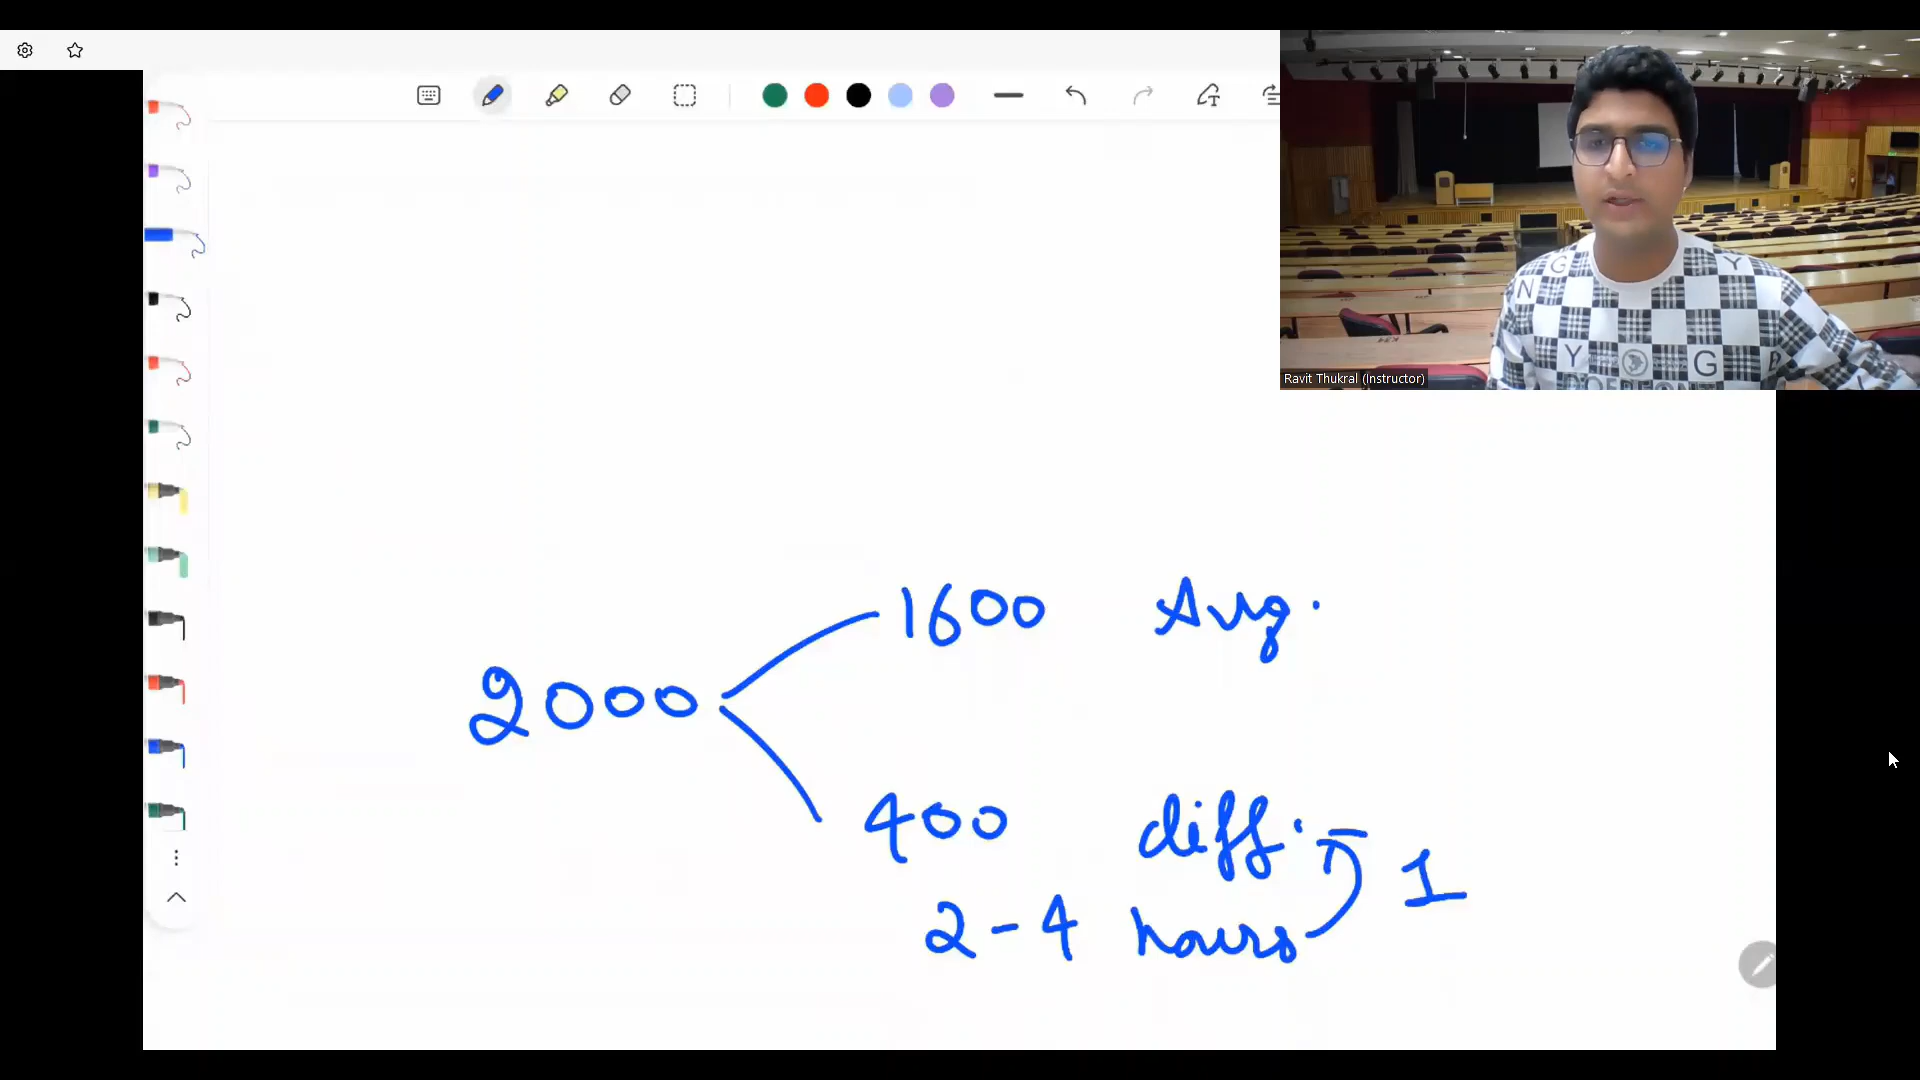 Ravit Thukral (Instructor)
N G Y
Y G
1600 Avg.
2000
400 diff.
2-4 hours 1